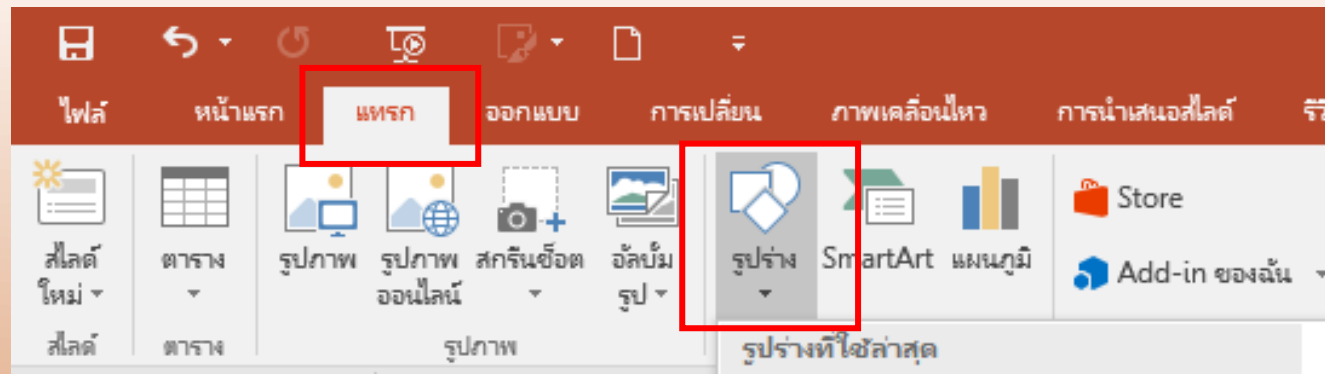 ไฟล์ หน้าแรก แทรก ออกแบบ การเปลี่ยน ภาพเคลื่อนไหว การนำเสนอสไลด์
สไลด์ใหม่
ตาราง
รูปภาพ
รูปภาพออนไลน์
สกรีนช็อต
อัลบั้มรูป
รูปร่าง
SmartArt
แผนภูมิ
Store
Add-in ของฉัน
สไลด์ ตาราง รูปภาพ
รูปร่างที่ใช้ล่าสุด